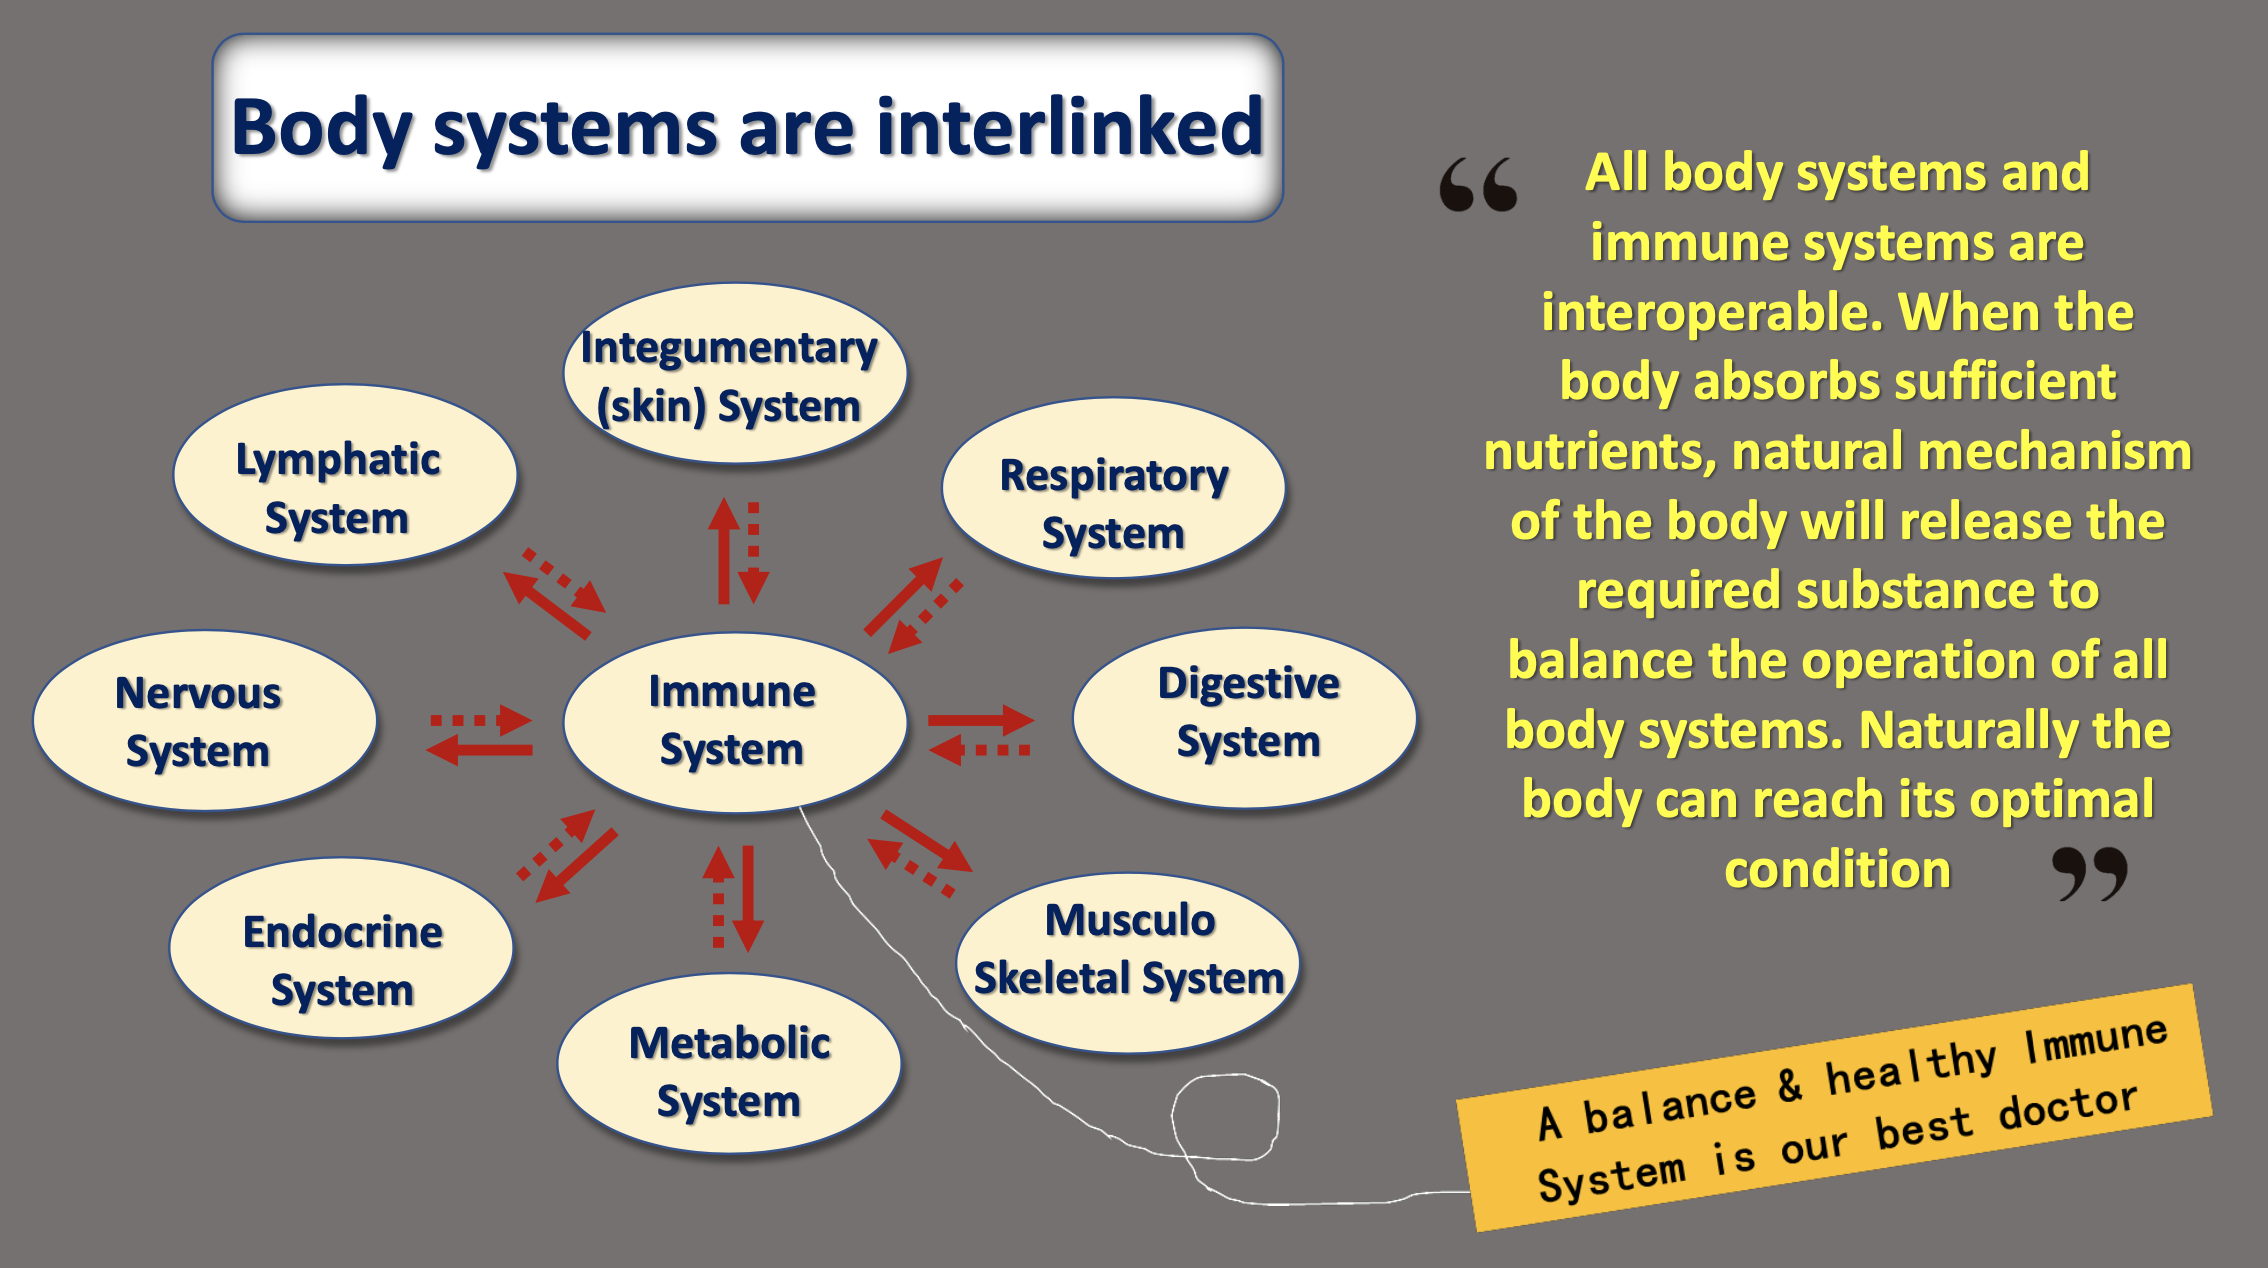 Body systems are interlinked
Integumentary
(skin) System
Lymphatic
System
Respiratory
System
Nervous
System
Immune
System
Digestive
System
Endocrine
System
Musculo
Skeletal System
Metabolic
System
“ All body systems and
immune systems are
interoperable. When the
body absorbs sufficient
nutrients, natural mechanism
of the body will release the
required substance to
balance the operation of all
body systems. Naturally the
body can reach its optimal
condition ”
A balance & healthy Immune
System is our best doctor